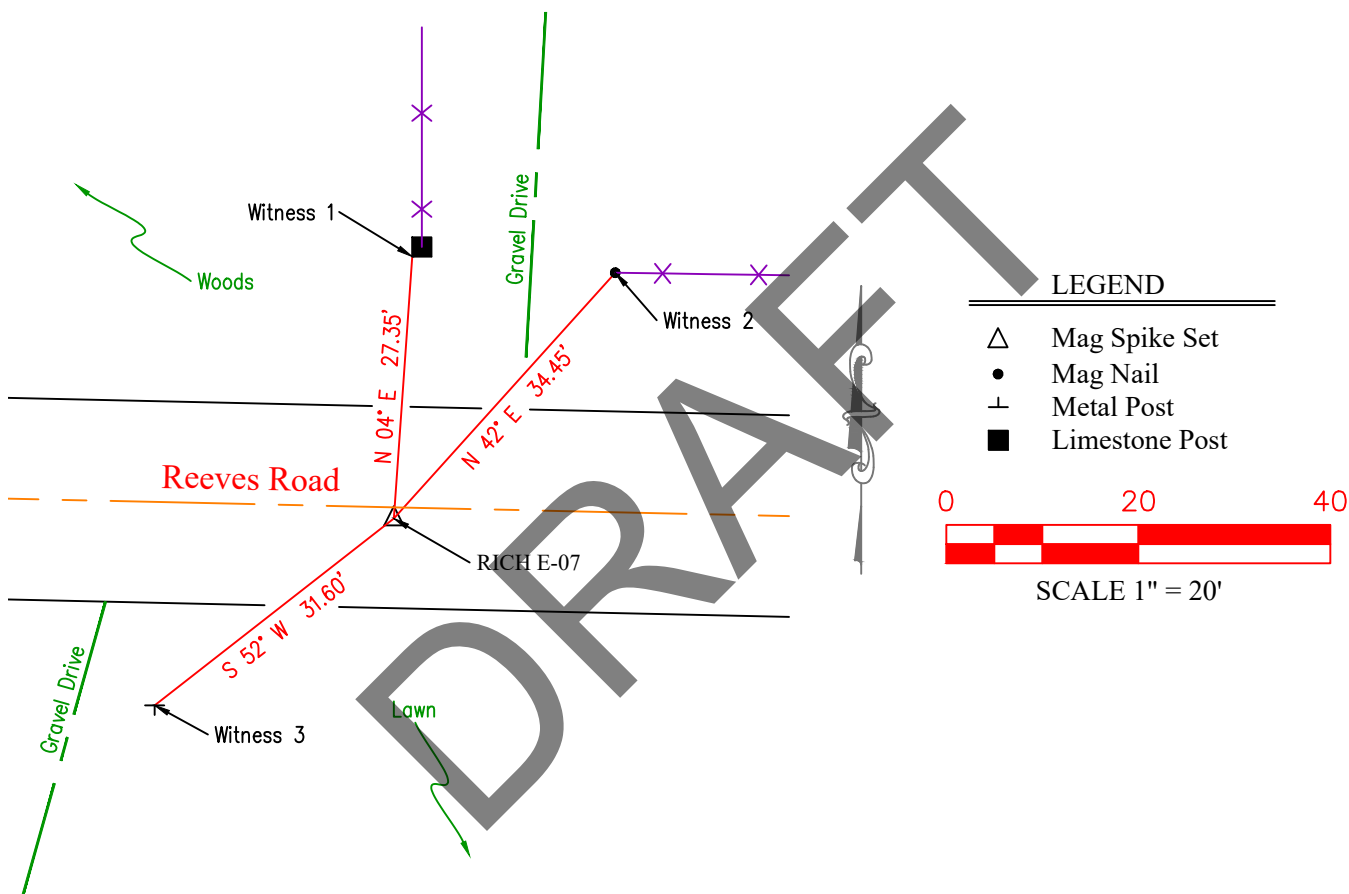 Gravel Drive
Witness 1
Woods
Witness 2
N 04° E 27.35'
N 42° E 34.45'
Reeves Road
RICH E-07
S 52° W 31.60'
Gravel Drive
Witness 3
Lawn
DRAFT
LEGEND
Mag Spike Set
Mag Nail
Metal Post
Limestone Post
0 20 40
SCALE 1" = 20'